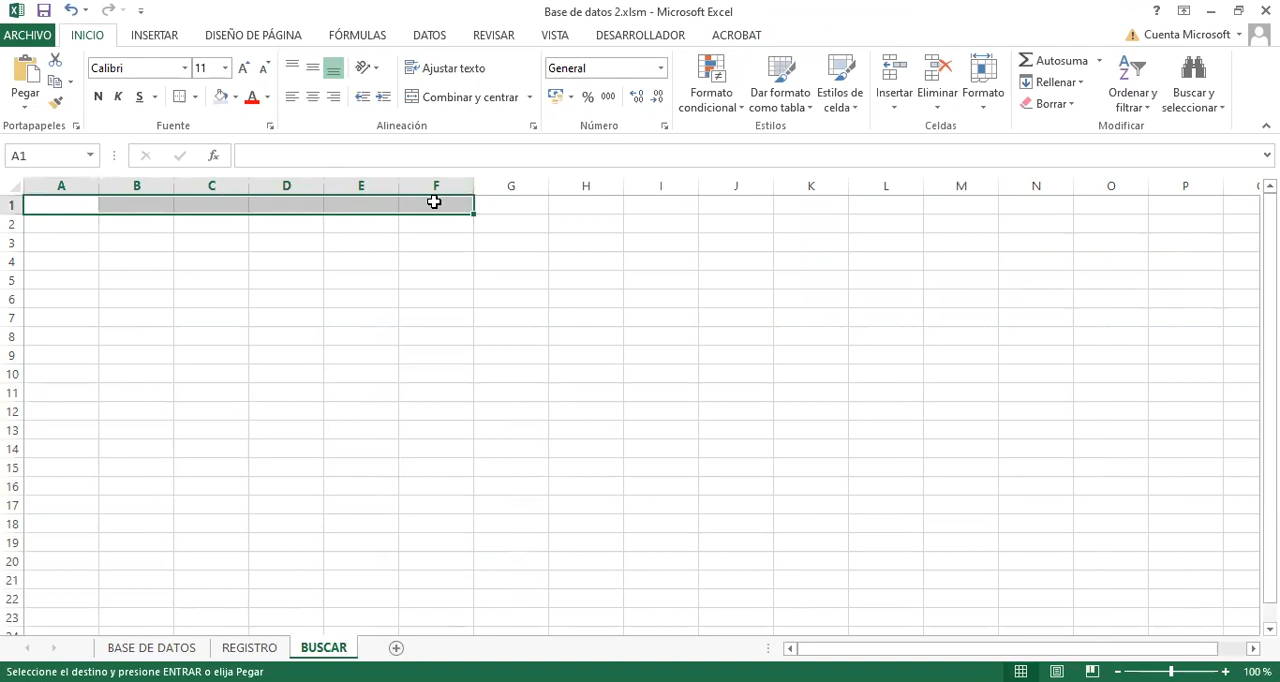 Base de datos 2.xlsm - Microsoft Excel
ARCHIVO INICIO INSERTAR DISEÑO DE PÁGINA FÓRMULAS DATOS REVISAR VISTA DESARROLLADOR ACROBAT Cuenta Microsoft
Pegar
Portapapeles
Calibri 11
N K S A
Fuente
Ajustar texto
Combinar y centrar
Alineación
General
% 000
Número
Formato condicional
Dar formato como tabla
Estilos de celda
Estilos
Insertar Eliminar Formato
Celdas
Autosuma
Rellenar
Borrar
Ordenar y filtrar
Buscar y seleccionar
Modificar
A1 fx
A B C D E F G H I J K L M N O P
1
2
3
4
5
6
7
8
9
10
11
12
13
14
15
16
17
18
19
20
21
22
23
BASE DE DATOS REGISTRO BUSCAR
Seleccione el destino y presione ENTRAR o elija Pegar 100 %